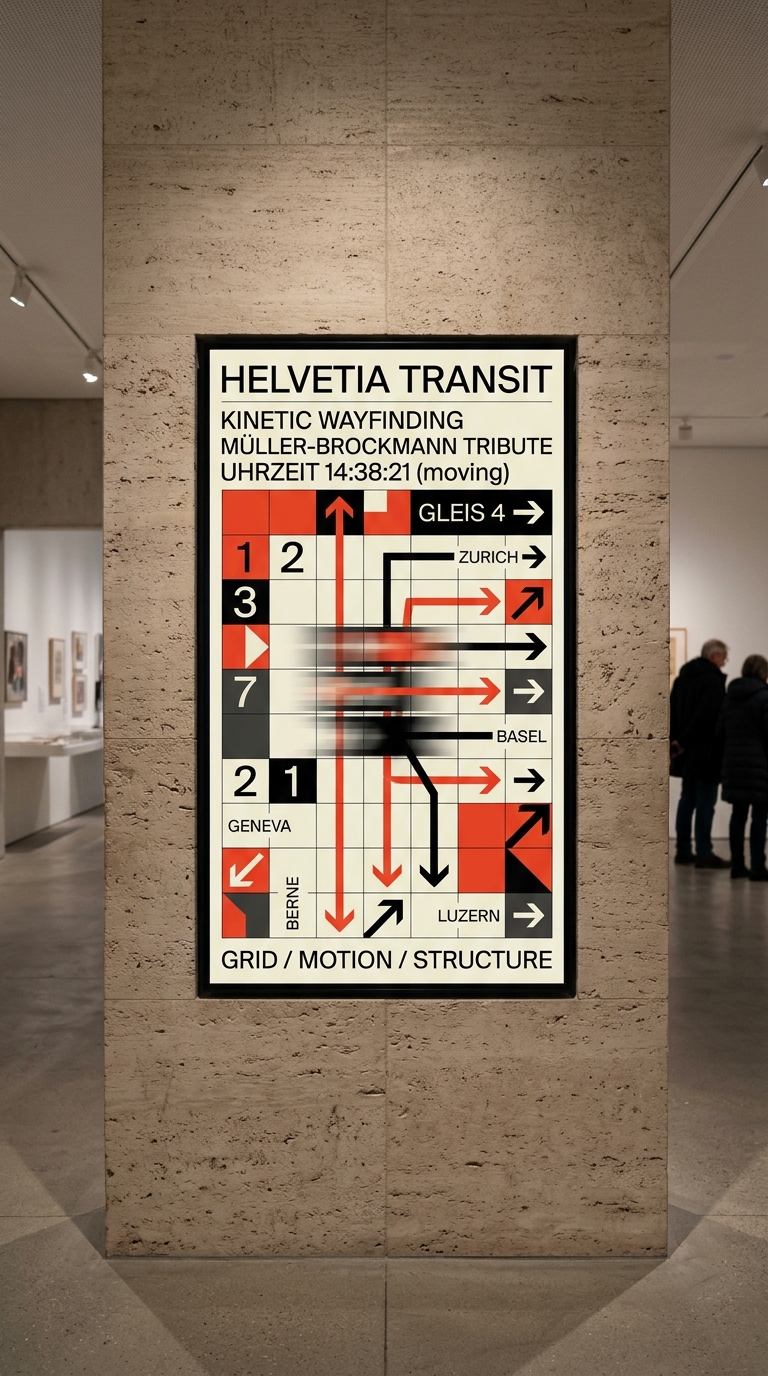 HELVETIA TRANSIT
KINETIC WAYFINDING
MÜLLER-BROCKMANN TRIBUTE
UHRZEIT 14:38:21 (moving)
GLEIS 4
1 2
ZURICH
3
7
BASEL
2 1
GENEVA
BERNE
LUZERN
GRID / MOTION / STRUCTURE